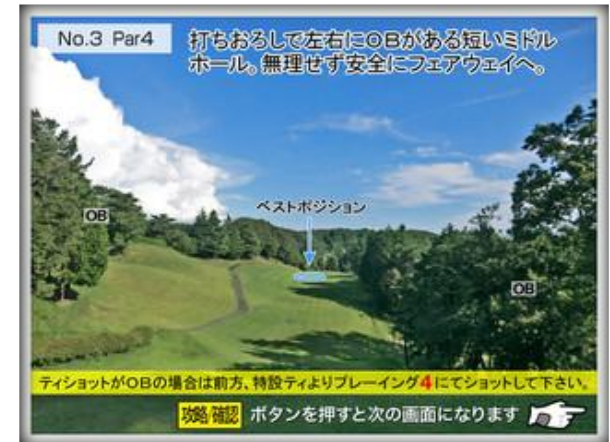 No.3 Par4
打ちおろしで左右にOBがある短いミドル
ホール。無理せず安全にフェアウェイへ。
ベストポジション
OB
OB
ティショットがOBの場合は前方、特設ティよりプレーイング4にてショットして下さい。
攻略/確認 ボタンを押すと次の画面になります